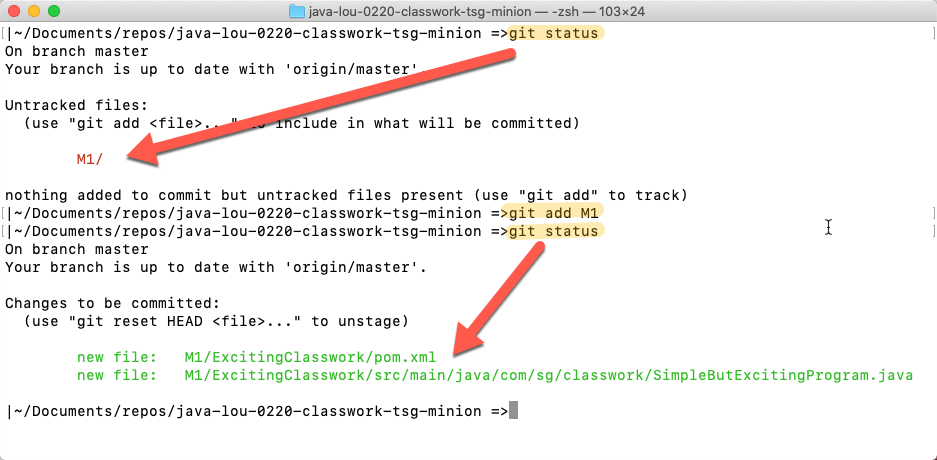 java-lou-0220-classwork-tsg-minion — -zsh — 103×24
[|~/Documents/repos/java-lou-0220-classwork-tsg-minion =>git status ]
On branch master
Your branch is up to date with 'origin/master'.
Untracked files:
(use "git add <file>..." to include in what will be committed)
M1/
nothing added to commit but untracked files present (use "git add" to track)
[|~/Documents/repos/java-lou-0220-classwork-tsg-minion =>git add M1 ]
[|~/Documents/repos/java-lou-0220-classwork-tsg-minion =>git status ]
On branch master
Your branch is up to date with 'origin/master'.
Changes to be committed:
(use "git reset HEAD <file>..." to unstage)
new file: M1/ExcitingClasswork/pom.xml
new file: M1/ExcitingClasswork/src/main/java/com/sg/classwork/SimpleButExcitingProgram.java
|~/Documents/repos/java-lou-0220-classwork-tsg-minion =>